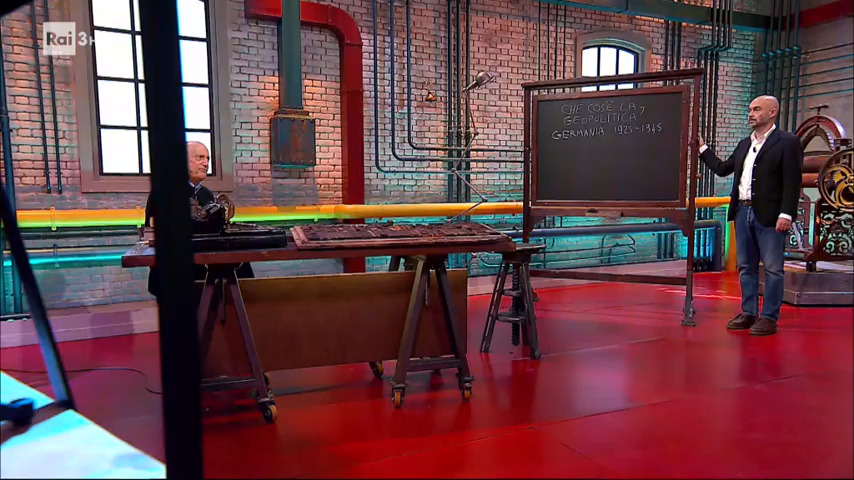 Rai 3
CHE COS'È LA
GEOPOLITICA?
GERMANIA 1925-1945